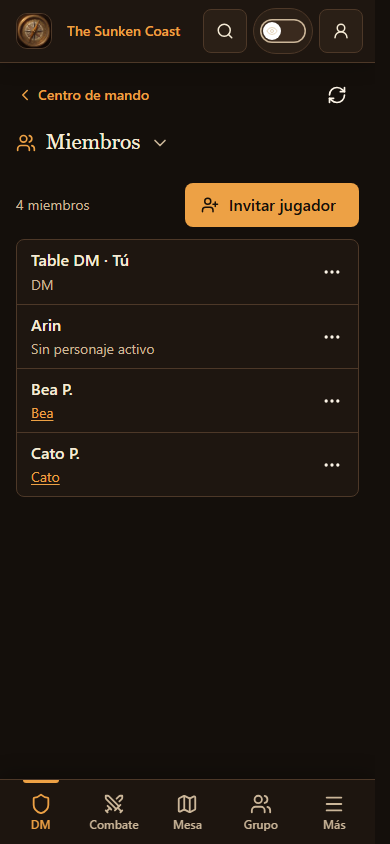 The Sunken Coast
Centro de mando
Miembros
4 miembros
Invitar jugador
Table DM · Tú
DM
Arin
Sin personaje activo
Bea P.
Bea
Cato P.
Cato
DM
Combate
Mesa
Grupo
Más